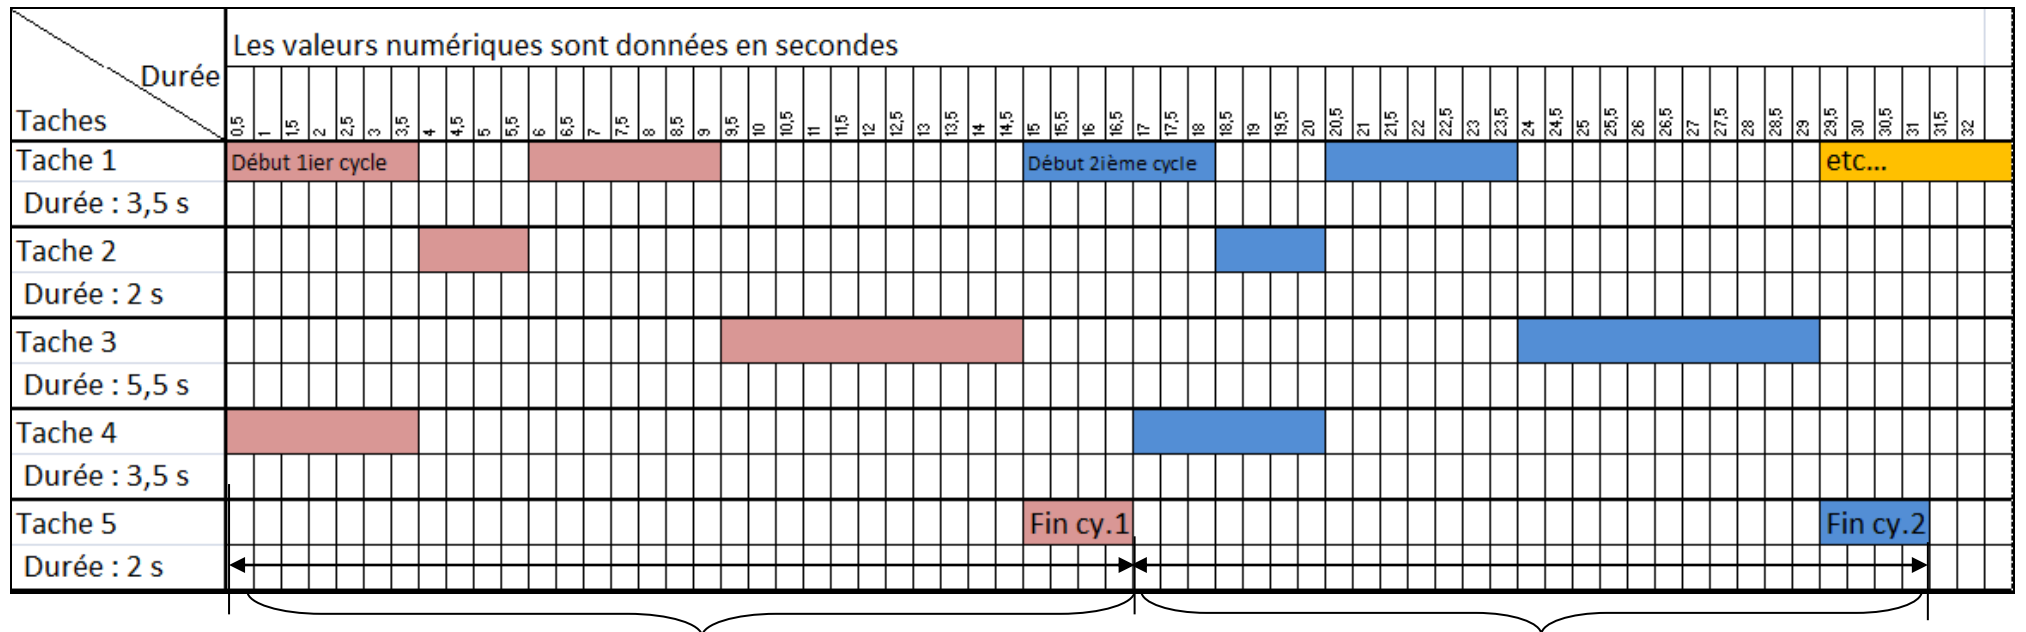 Les valeurs numériques sont données en secondes
Durée
Taches
0,5 1 1,5 2 2,5 3 3,5 4 4,5 5 5,5 6 6,5 7 7,5 8 8,5 9 9,5 10 10,5 11 11,5 12 12,5 13 13,5 14 14,5 15 15,5 16 16,5 17 17,5 18 18,5 19 19,5 20 20,5 21 21,5 22 22,5 23 23,5 24 24,5 25 25,5 26 26,5 27 27,5 28 28,5 29 29,5 30 30,5 31 31,5 32
Tache 1 Début 1ier cycle Début 2ième cycle etc...
Durée : 3,5 s
Tache 2
Durée : 2 s
Tache 3
Durée : 5,5 s
Tache 4
Durée : 3,5 s
Tache 5 Fin cy.1 Fin cy.2
Durée : 2 s